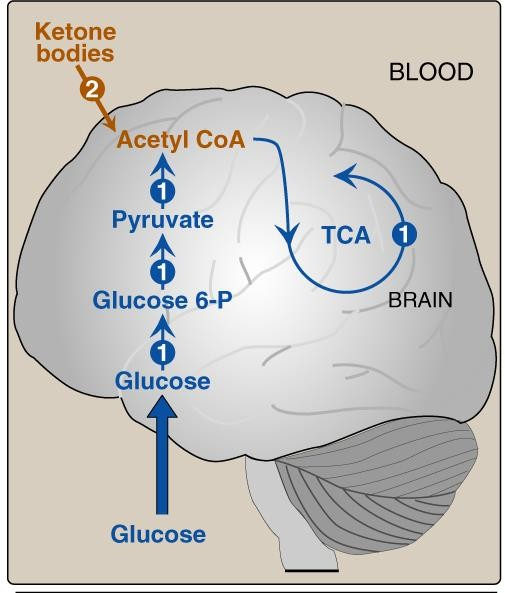 Ketone
bodies
BLOOD
2
Acetyl CoA
1
Pyruvate
TCA
1
1
Glucose 6-P
BRAIN
1
Glucose
Glucose